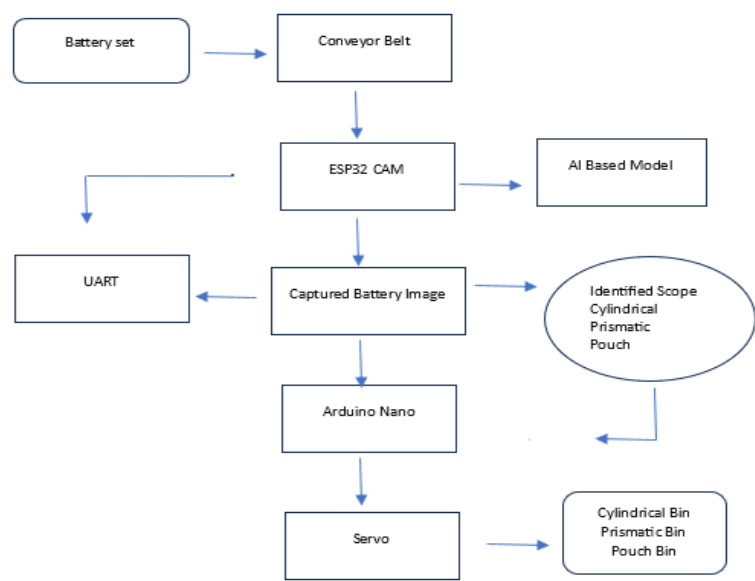 Battery set
Conveyor Belt
ESP32 CAM
AI Based Model
UART
Captured Battery Image
Identified Scope
Cylindrical
Prismatic
Pouch
Arduino Nano
Servo
Cylindrical Bin
Prismatic Bin
Pouch Bin